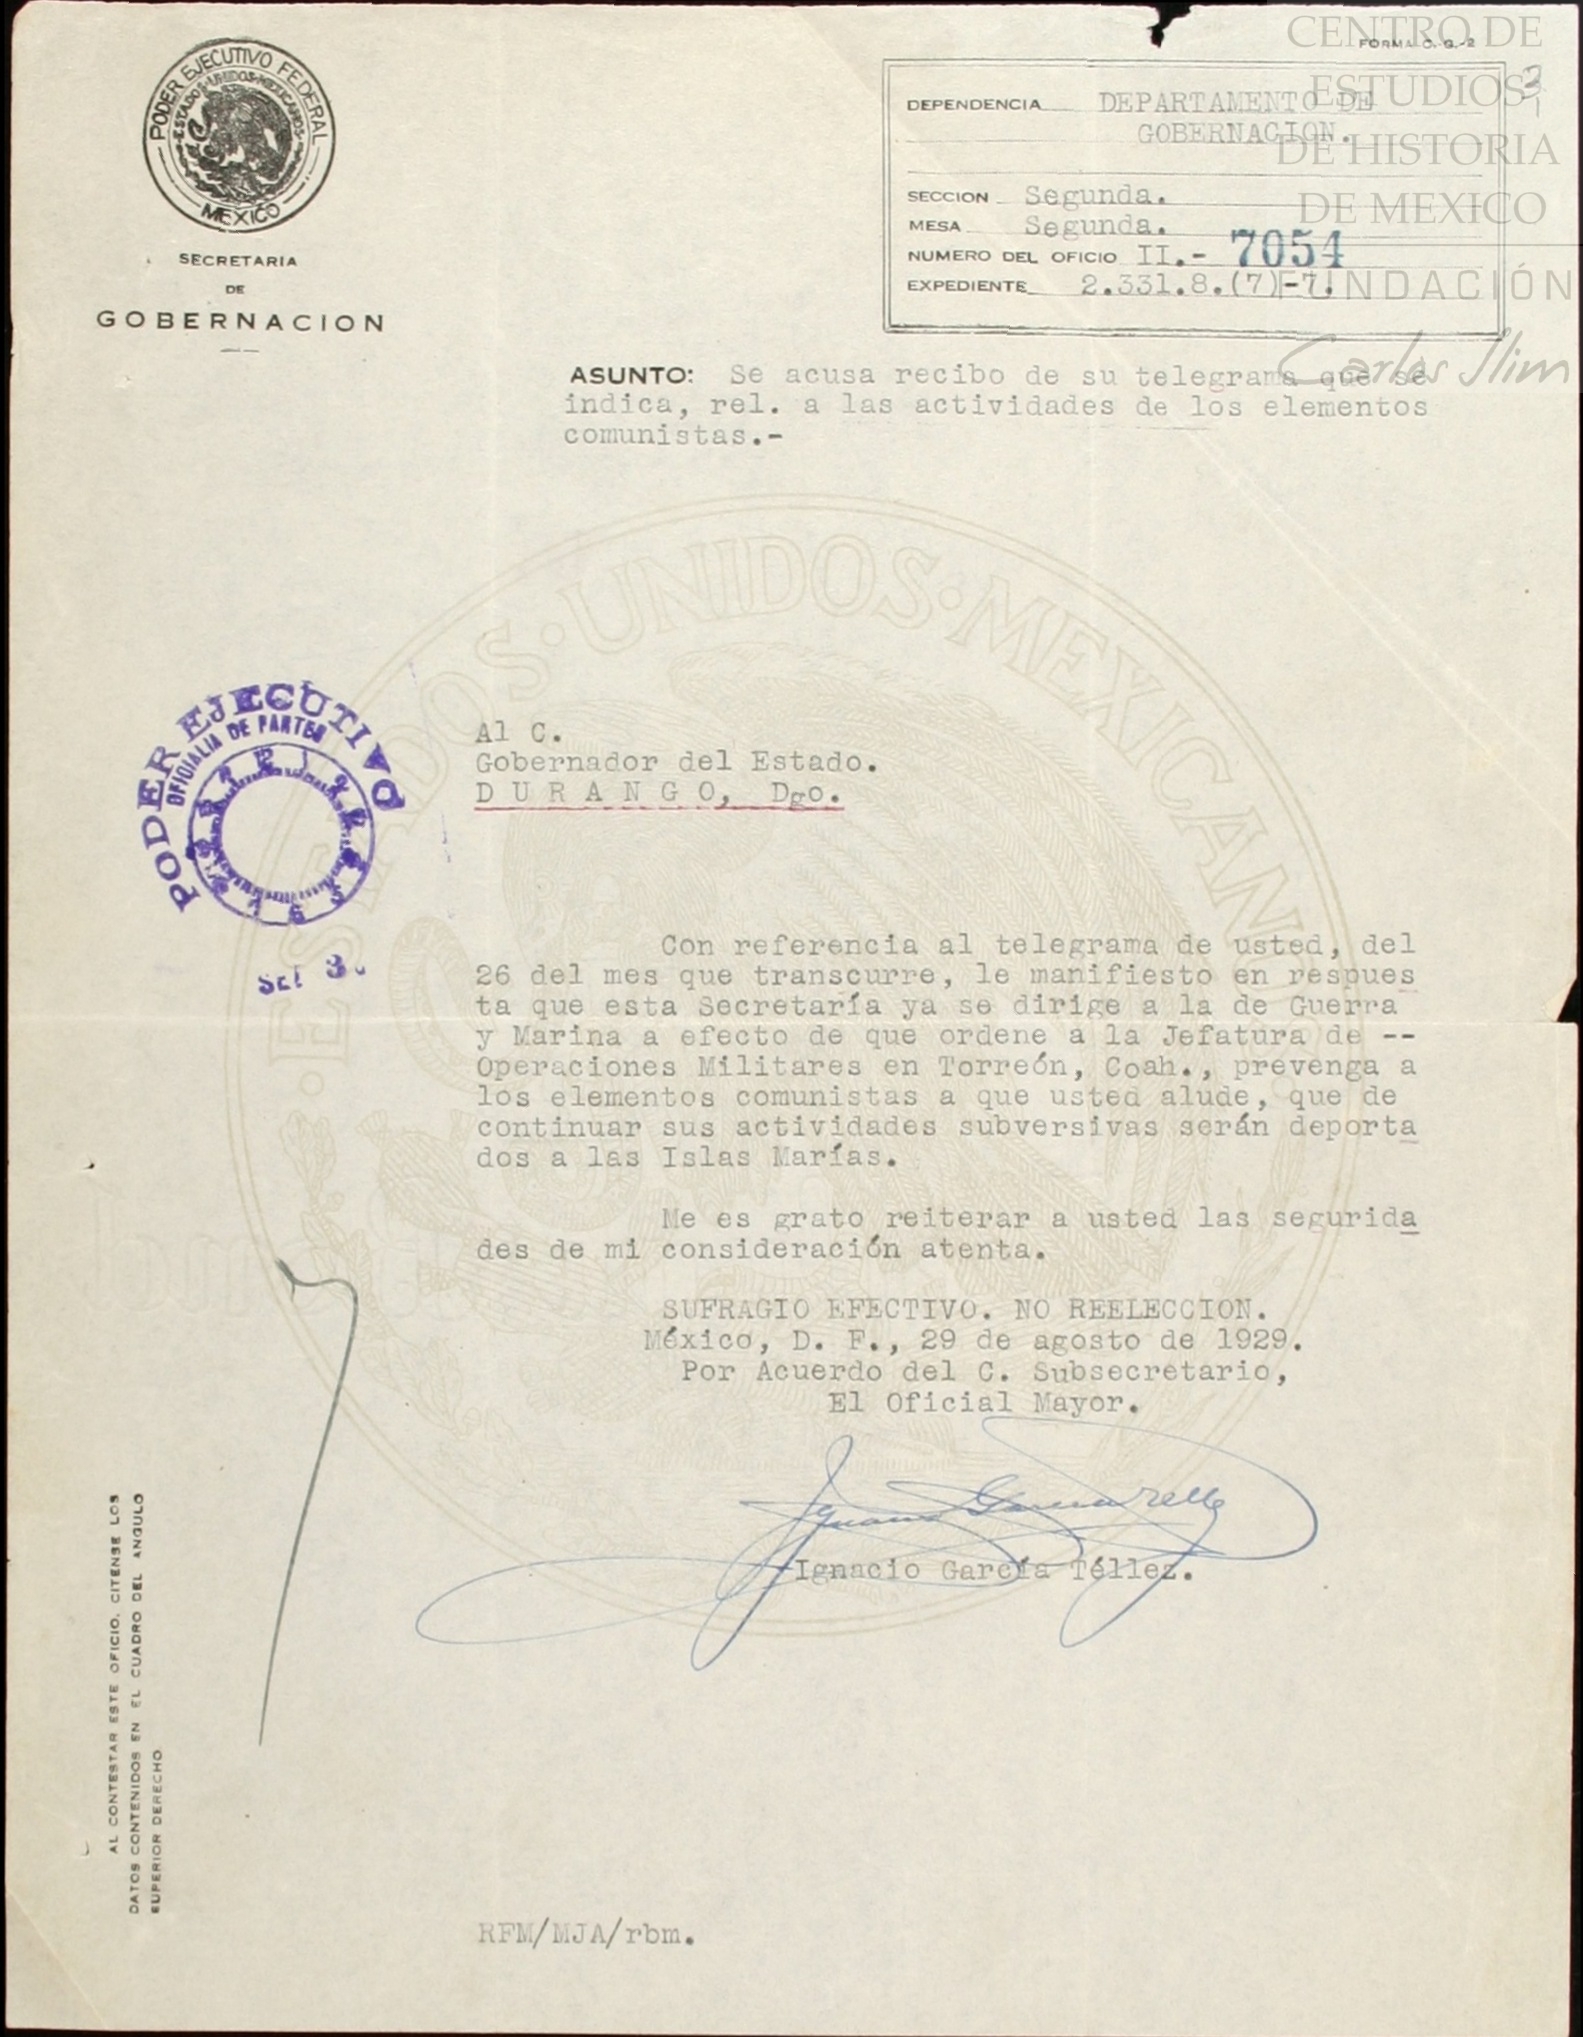 PODER EJECUTIVO FEDERAL
ESTADOS UNIDOS MEXICANOS
MEXICO
SECRETARIA
DE
GOBERNACION
CENTRO DE
ESTUDIOS
DE HISTORIA
DE MEXICO
FUNDACIÓN
Carlos Slim
FORMA C. G.-2
3
DEPENDENCIA DEPARTAMENTO DE
GOBERNACION.
SECCION Segunda.
MESA Segunda.
NUMERO DEL OFICIO II.- 7054
EXPEDIENTE 2.331.8.(7)-7.
ASUNTO: Se acusa recibo de su telegrama que se
indica, rel. a las actividades de los elementos
comunistas.-
ESTADOS · UNIDOS · MEXICANOS
PODER EJECUTIVO
OFICIALIA DE PARTES
Al C.
Gobernador del Estado.
D U R A N G O, Dgo.
Con referencia al telegrama de usted, del
26 del mes que transcurre, le manifiesto en respues
ta que esta Secretaría ya se dirige a la de Guerra
y Marina a efecto de que ordene a la Jefatura de --
Operaciones Militares en Torreón, Coah., prevenga a
los elementos comunistas a que usted alude, que de
continuar sus actividades subversivas serán deporta
dos a las Islas Marías.
Me es grato reiterar a usted las segurida
des de mi consideración atenta.
SUFRAGIO EFECTIVO. NO REELECCION.
México, D. F., 29 de agosto de 1929.
Por Acuerdo del C. Subsecretario,
El Oficial Mayor.
Ignacio García Téllez.
AL CONTESTAR ESTE OFICIO, CITENSE LOS
DATOS CONTENIDOS EN EL CUADRO DEL ANGULO
SUPERIOR DERECHO.
RFM/MJA/rbm.